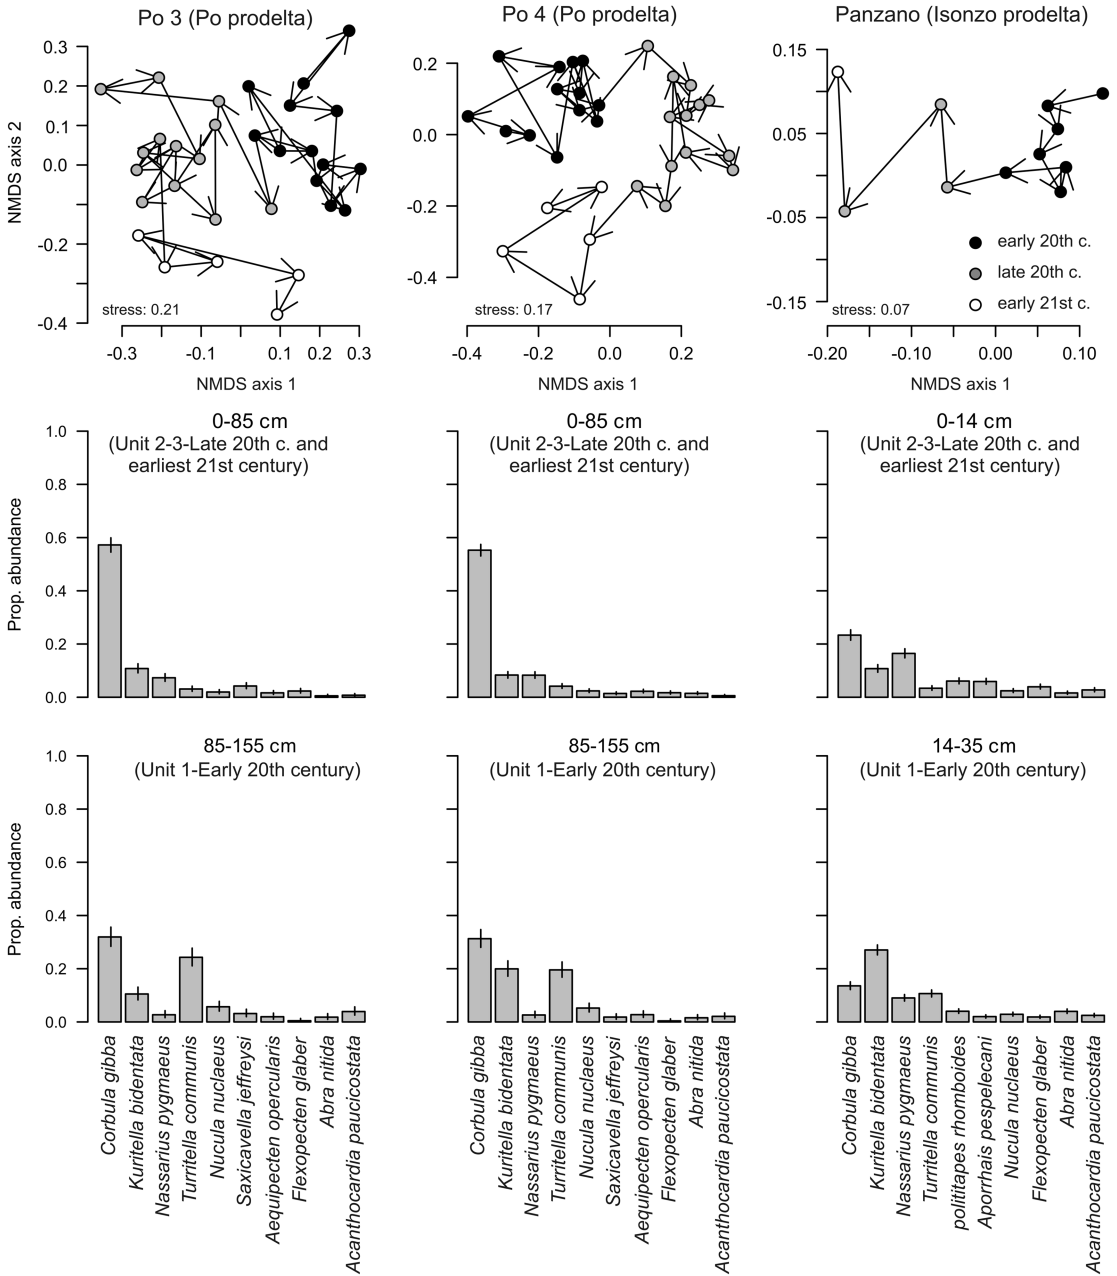 Po 3 (Po prodelta)
Po 4 (Po prodelta)
Panzano (Isonzo prodelta)
NMDS axis 2
0.3
0.2
0.1
0.0
-0.2
-0.4
stress: 0.21
-0.3
-0.1
0.1
0.2
0.3
NMDS axis 1
0.2
0.0
-0.2
-0.4
stress: 0.17
-0.4
-0.2
0.0
0.2
NMDS axis 1
0.15
0.05
-0.05
-0.15
early 20th c.
late 20th c.
early 21st c.
stress: 0.07
-0.20
-0.10
0.00
0.10
NMDS axis 1
0-85 cm
(Unit 2-3-Late 20th c. and
earliest 21st century)
0-85 cm
(Unit 2-3-Late 20th c. and
earliest 21st century)
0-14 cm
(Unit 2-3-Late 20th c. and
earliest 21st century)
Prop. abundance
1.0
0.8
0.6
0.4
0.2
0.0
85-155 cm
(Unit 1-Early 20th century)
85-155 cm
(Unit 1-Early 20th century)
14-35 cm
(Unit 1-Early 20th century)
Prop. abundance
1.0
0.8
0.6
0.4
0.2
0.0
Corbula gibba
Kuritella bidentata
Nassarius pygmaeus
Turritella communis
Nucula nuclaeus
Saxicavella jeffreysi
Aequipecten opercularis
Flexopecten glaber
Abra nitida
Acanthocardia paucicostata
Corbula gibba
Kuritella bidentata
Nassarius pygmaeus
Turritella communis
Nucula nuclaeus
Saxicavella jeffreysi
Aequipecten opercularis
Flexopecten glaber
Abra nitida
Acanthocardia paucicostata
Corbula gibba
Kuritella bidentata
Nassarius pygmaeus
Turritella communis
polititapes rhomboides
Aporrhais pespelecani
Nucula nuclaeus
Flexopecten glaber
Abra nitida
Acanthocardia paucicostata